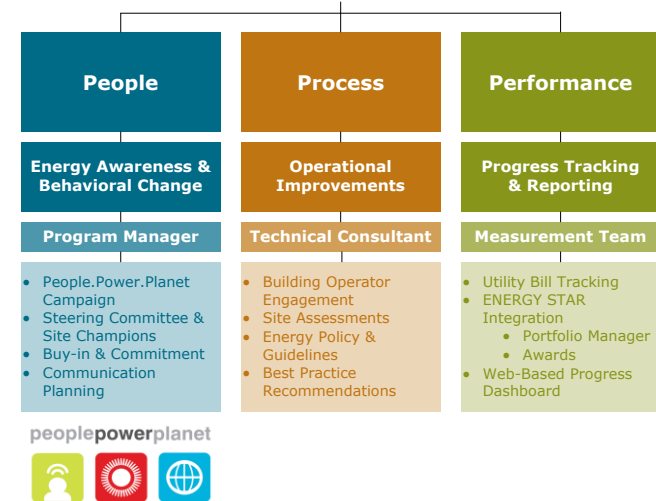 People
Energy Awareness &
Behavioral Change
Program Manager
• People.Power.Planet
Campaign
• Steering Committee &
Site Champions
• Buy-in & Commitment
• Communication
Planning
Process
Operational
Improvements
Technical Consultant
• Building Operator
Engagement
• Site Assessments
• Energy Policy &
Guidelines
• Best Practice
Recommendations
Performance
Progress Tracking
& Reporting
Measurement Team
• Utility Bill Tracking
• ENERGY STAR
Integration
• Portfolio Manager
• Awards
• Web-Based Progress
Dashboard
peoplepowerplanet